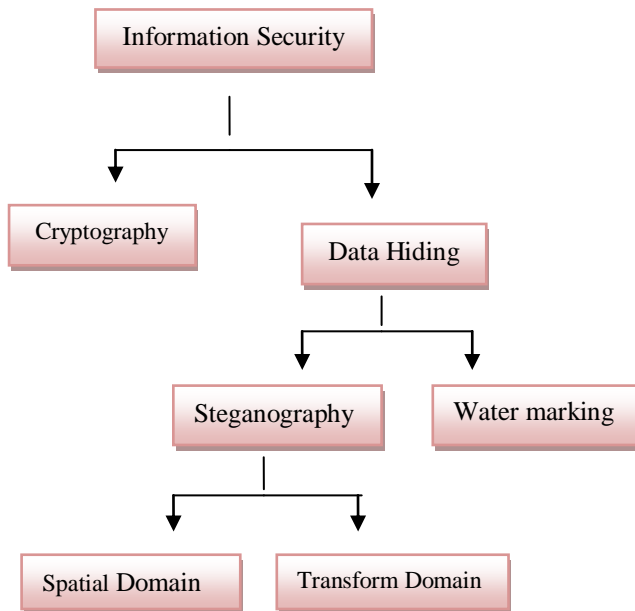 Information Security
Cryptography
Data Hiding
Steganography
Water marking
Spatial Domain
Transform Domain